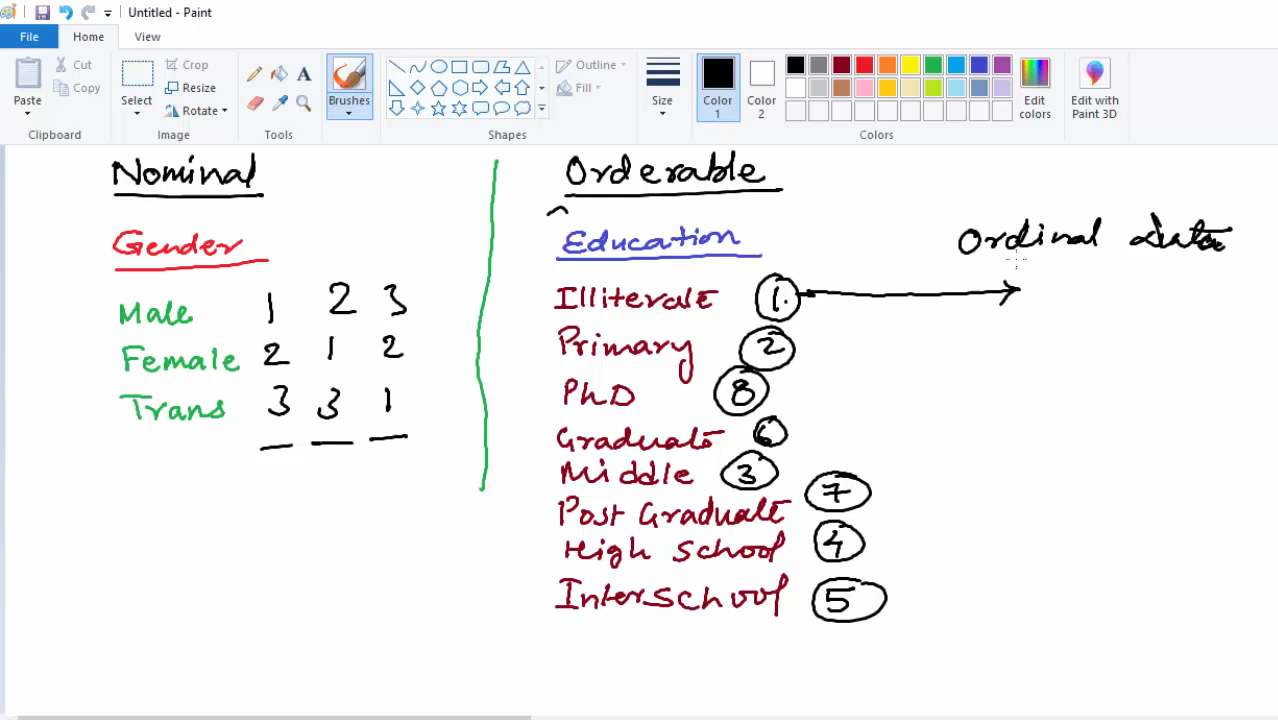 Untitled - Paint
File Home View
Paste
Cut
Copy
Clipboard
Select
Crop
Resize
Rotate
Image
Tools
Brushes
Shapes
Outline
Fill
Size
Color 1
Color 2
Edit colors
Edit with Paint 3D
Colors
Nominal
Gender
Male 1 2 3
Female 2 1 2
Trans 3 3 1
Orderable
Education
Illiterate 1.
Primary 2
PhD 8
Graduate 6
Middle 3
Post Graduate 7
High School 4
Interschool 5
Ordinal data